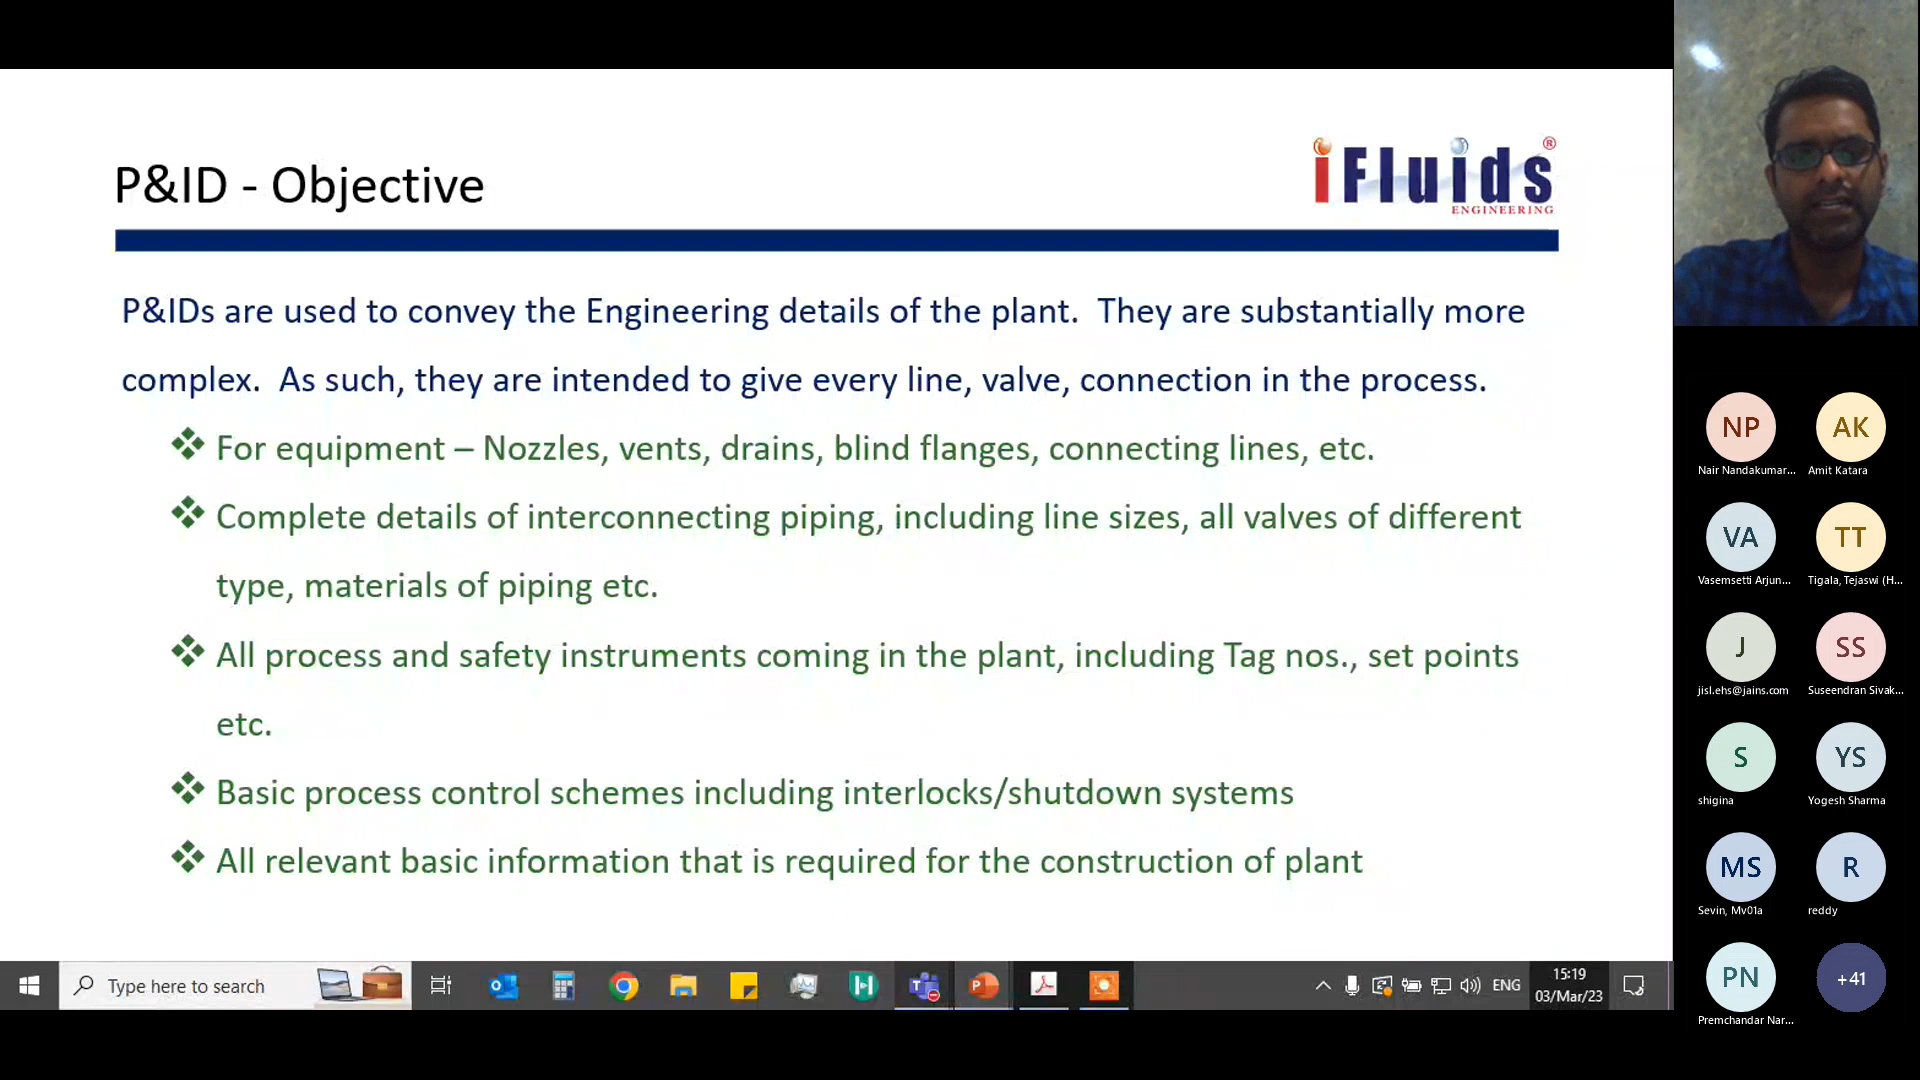 P&ID - Objective
iFluids®
ENGINEERING
P&IDs are used to convey the Engineering details of the plant. They are substantially more
complex. As such, they are intended to give every line, valve, connection in the process.
❖ For equipment – Nozzles, vents, drains, blind flanges, connecting lines, etc.
❖ Complete details of interconnecting piping, including line sizes, all valves of different
type, materials of piping etc.
❖ All process and safety instruments coming in the plant, including Tag nos., set points
etc.
❖ Basic process control schemes including interlocks/shutdown systems
❖ All relevant basic information that is required for the construction of plant
Type here to search
ENG
15:19
03/Mar/23
NP
AK
Nair Nandakumar...
Amit Katara
VA
TT
Vasemsetti Arjun...
Tigala, Tejaswi (H...
J
SS
jisl.ehs@jains.com
Suseendran Sivak...
S
YS
shigina
Yogesh Sharma
MS
R
Sevin, Mv01a
reddy
PN
+41
Premchandar Nar...